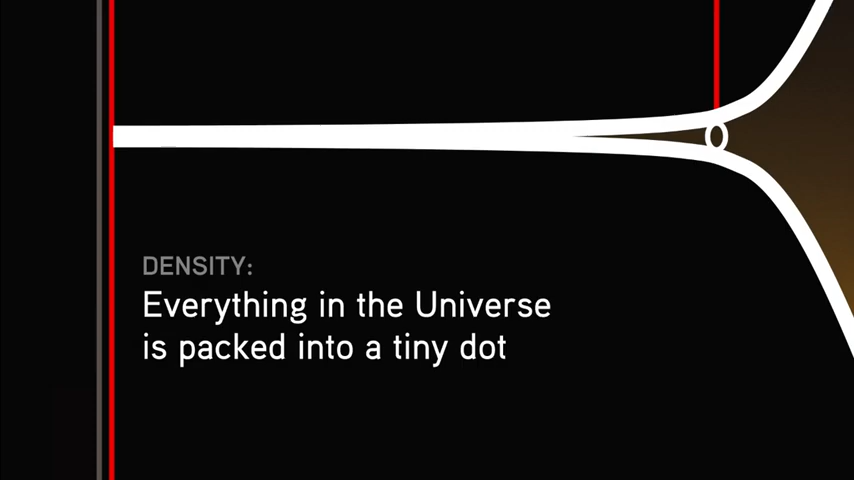 DENSITY:
Everything in the Universe
is packed into a tiny dot